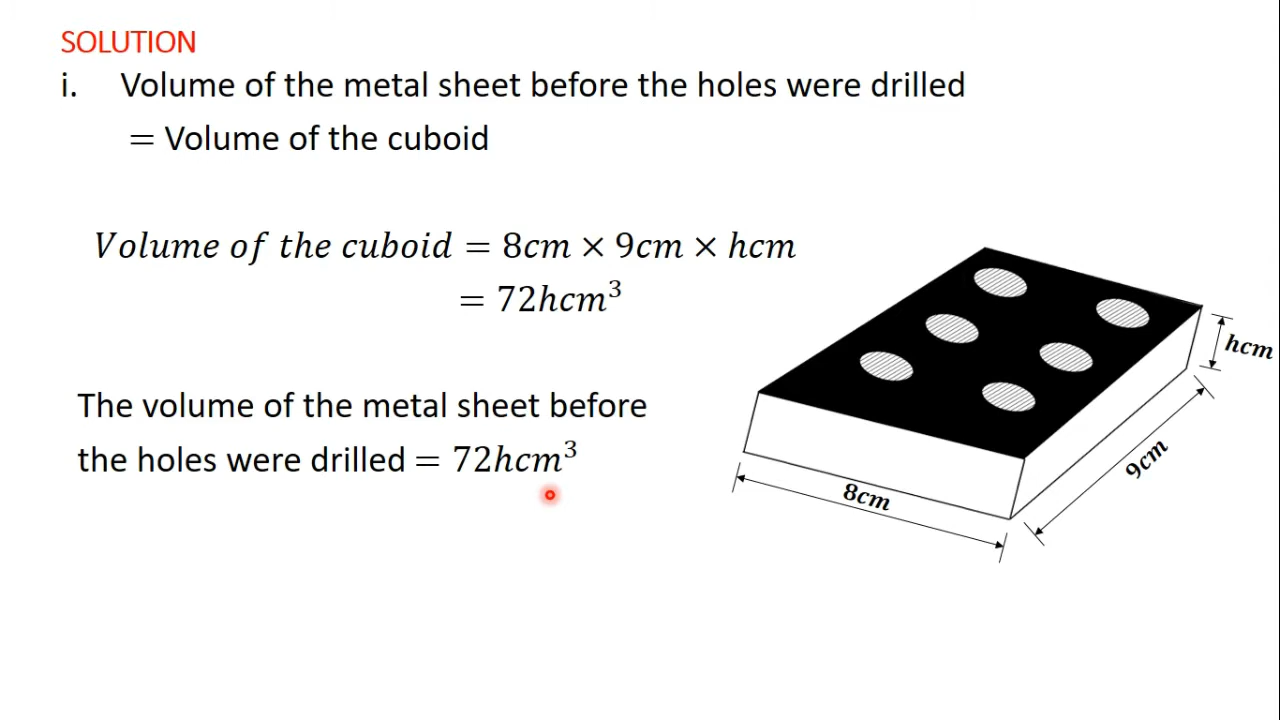 SOLUTION
i. Volume of the metal sheet before the holes were drilled
= Volume of the cuboid
Volume of the cuboid = 8cm × 9cm × hcm
= 72hcm³
The volume of the metal sheet before
the holes were drilled = 72hcm³
hcm
9cm
8cm